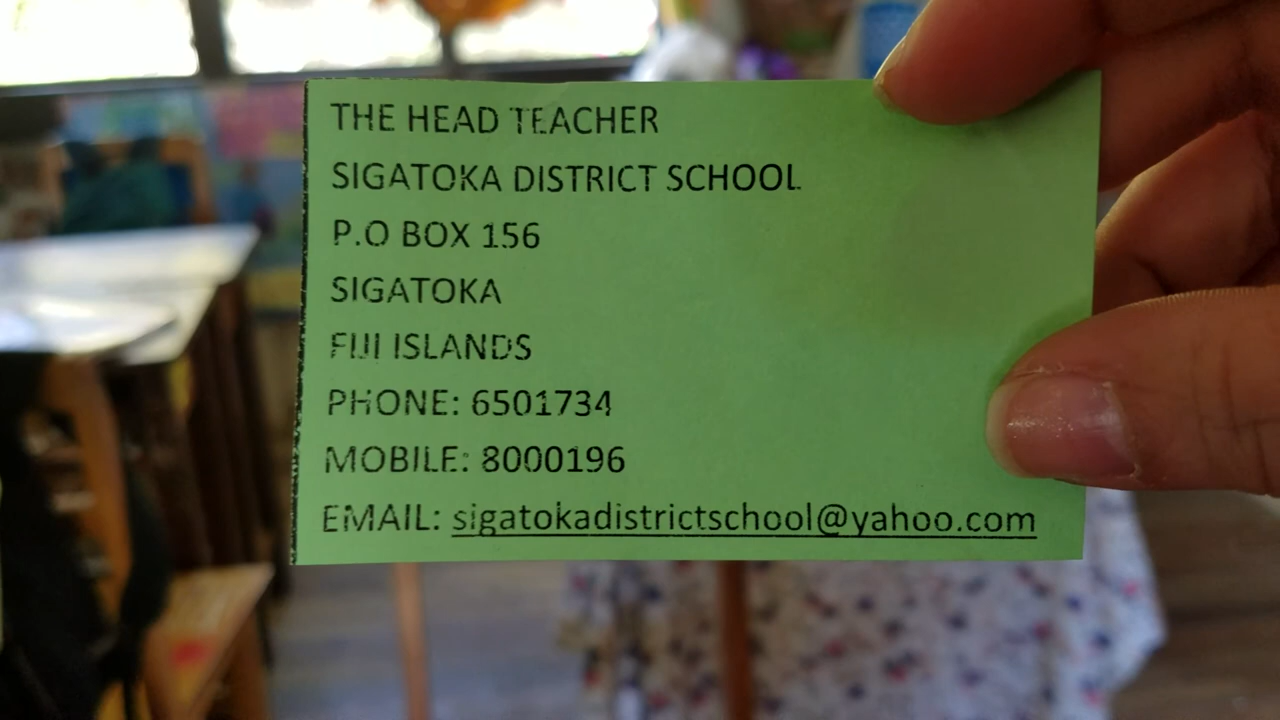 THE HEAD TEACHER
SIGATOKA DISTRICT SCHOOL
P.O BOX 156
SIGATOKA
FIJI ISLANDS
PHONE: 6501734
MOBILE: 8000196
EMAIL: sigatokadistrictschool@yahoo.com